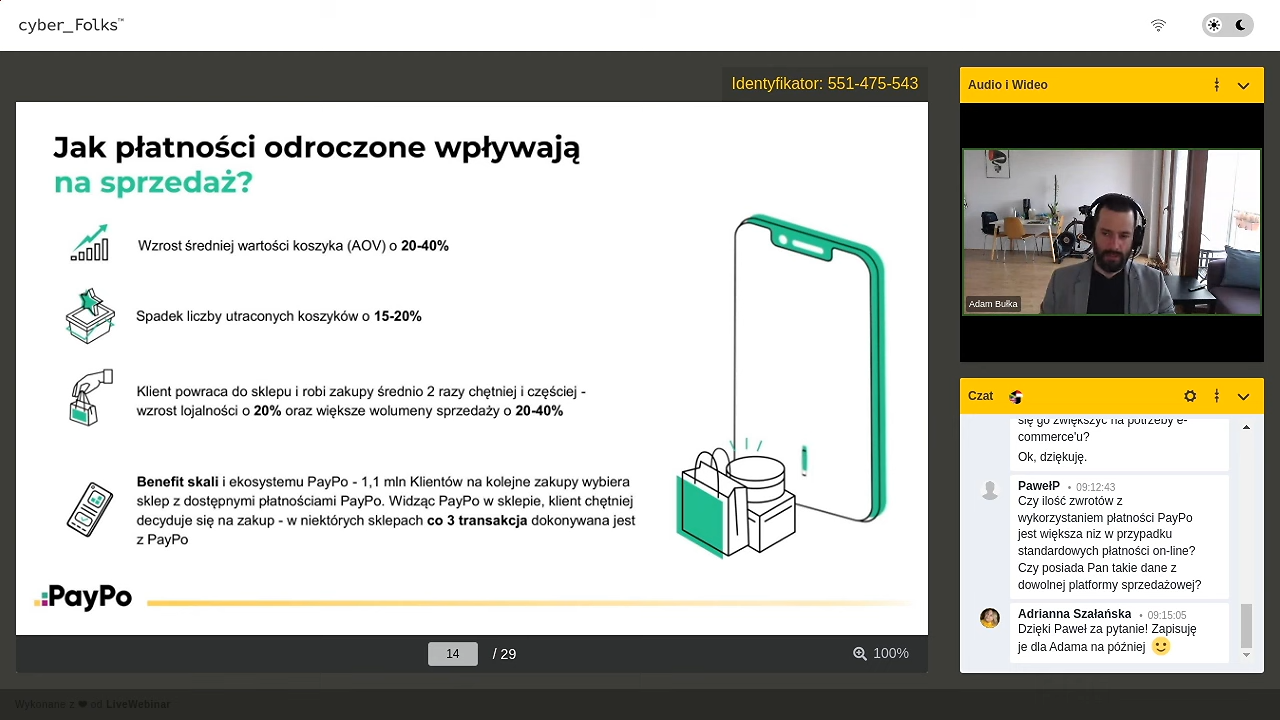 cyber_Folks™
Identyfikator: 551-475-543
Jak płatności odroczone wpływają
na sprzedaż?
Wzrost średniej wartości koszyka (AOV) o 20-40%
Spadek liczby utraconych koszyków o 15-20%
Klient powraca do sklepu i robi zakupy średnio 2 razy chętniej i częściej -
wzrost lojalności o 20% oraz większe wolumeny sprzedaży o 20-40%
Benefit skali i ekosystemu PayPo - 1,1 mln Klientów na kolejne zakupy wybiera
sklep z dostępnymi płatnościami PayPo. Widząc PayPo w sklepie, klient chętniej
decyduje się na zakup - w niektórych sklepach co 3 transakcja dokonywana jest
z PayPo
PayPo
14 / 29
100%
Audio i Wideo
Adam Bułka
Czat
się go zwiększyć na potrzeby e-
commerce'u?
Ok, dziękuję.
PawełP • 09:12:43
Czy ilość zwrotów z
wykorzystaniem płatności PayPo
jest większa niz w przypadku
standardowych płatności on-line?
Czy posiada Pan takie dane z
dowolnej platformy sprzedażowej?
Adrianna Szałańska • 09:15:05
Dzięki Paweł za pytanie! Zapisuję
je dla Adama na później
Wykonane z ❤ od LiveWebinar